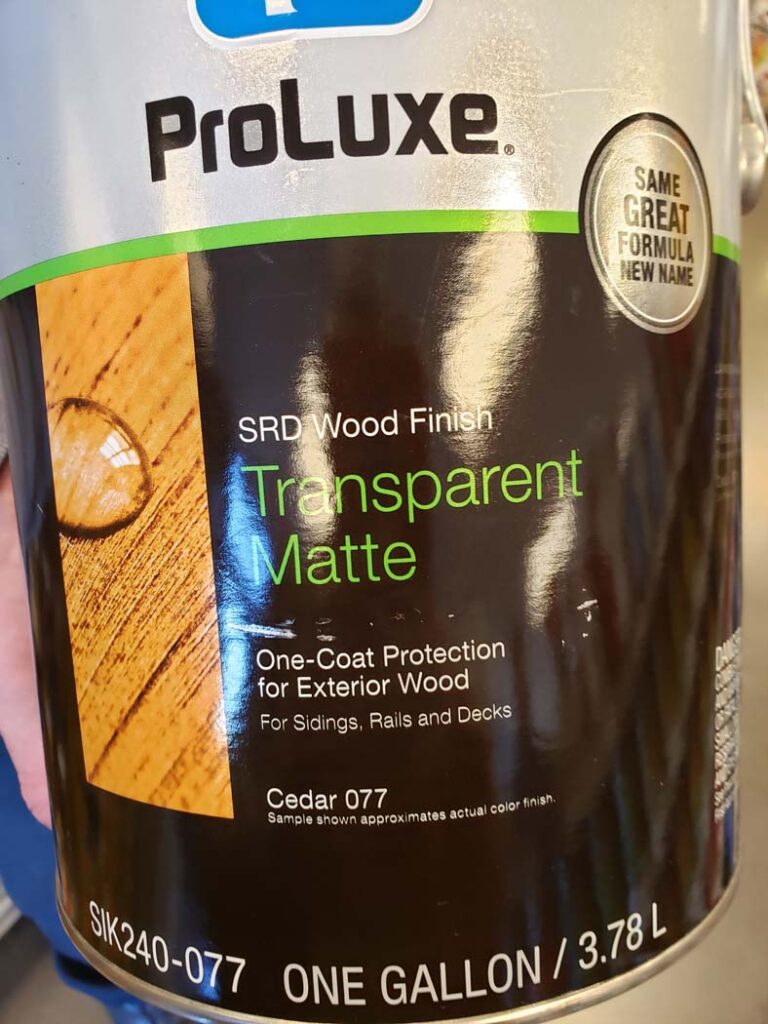 ProLuxe®
SAME
GREAT
FORMULA
NEW NAME
SRD Wood Finish
Transparent
Matte
One-Coat Protection
for Exterior Wood
For Sidings, Rails and Decks
Cedar 077
Sample shown approximates actual color finish.
SIK240-077
ONE GALLON / 3.78 L